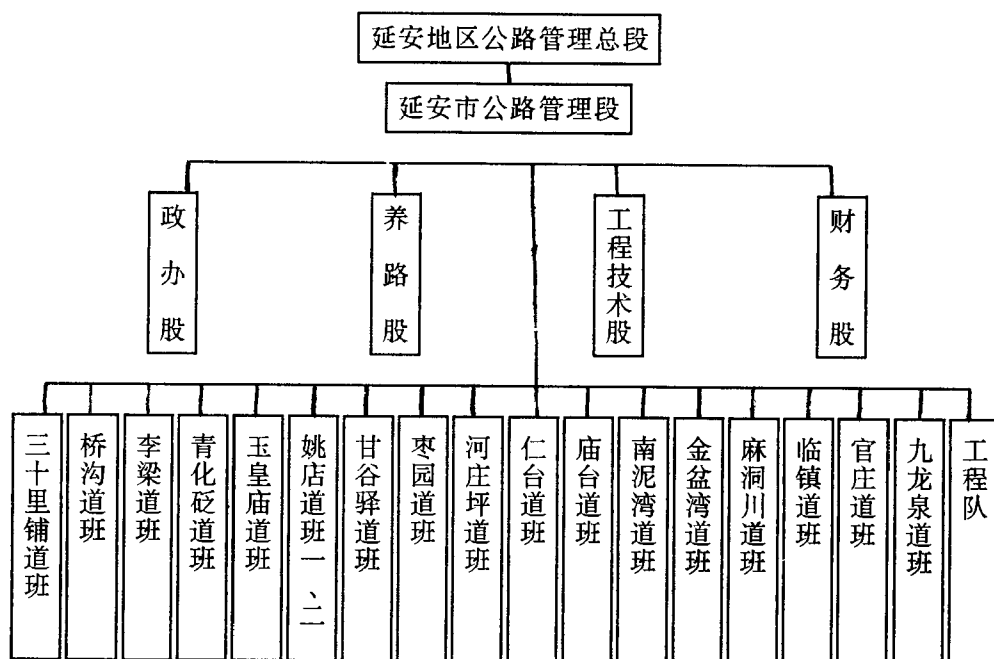 延安地区公路管理总段
延安市公路管理段
政办股
养路股
工程技术股
财务股
三十里铺道班
桥沟道班
李梁道班
青化砭道班
玉皇庙道班
姚店道班一、二
甘谷驿道班
枣园道班
河庄坪道班
仁台道班
庙台道班
南泥湾道班
金盆湾道班
麻洞川道班
临镇道班
官庄道班
九龙泉道班
工程队